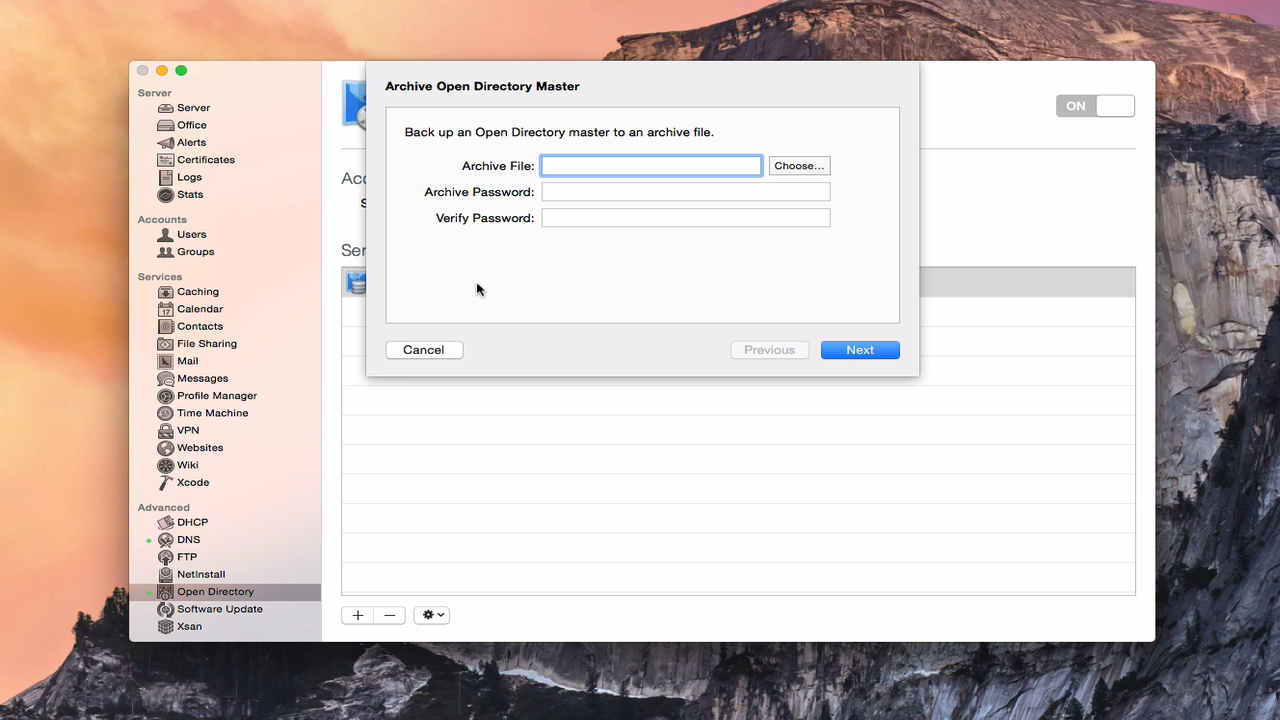 Server
Server
Office
Alerts
Certificates
Logs
Stats
Accounts
Users
Groups
Services
Caching
Calendar
Contacts
File Sharing
Mail
Messages
Profile Manager
Time Machine
VPN
Websites
Wiki
Xcode
Advanced
DHCP
DNS
FTP
NetInstall
Open Directory
Software Update
Xsan
Archive Open Directory Master
Back up an Open Directory master to an archive file.
Archive File:
Choose...
Archive Password:
Verify Password:
Cancel
Previous
Next
ON
17